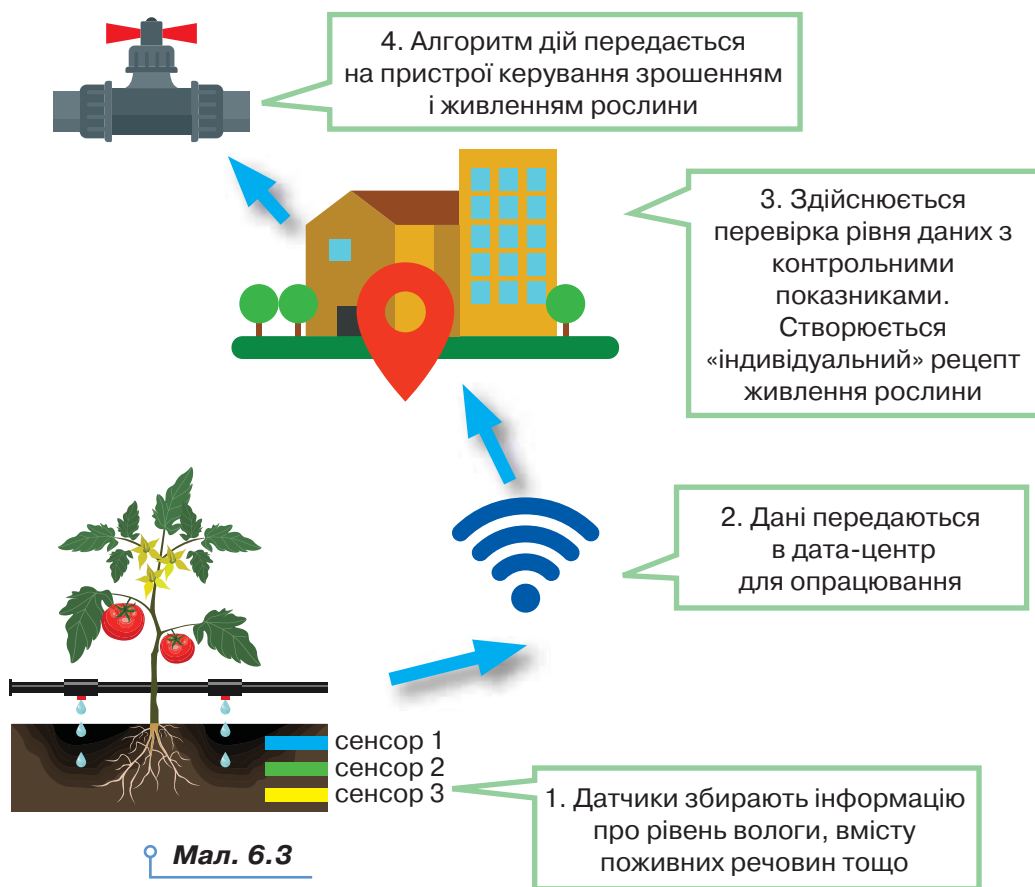 4. Алгоритм дій передається
на пристрої керування зрошенням
і живленням рослини
3. Здійснюється
перевірка рівня даних з
контрольними
показниками.
Створюється
«індивідуальний» рецепт
живлення рослини
2. Дані передаються
в дата-центр
для опрацювання
сенсор 1
сенсор 2
сенсор 3
1. Датчики збирають інформацію
про рівень вологи, вмісту
поживних речовин тощо
Мал. 6.3